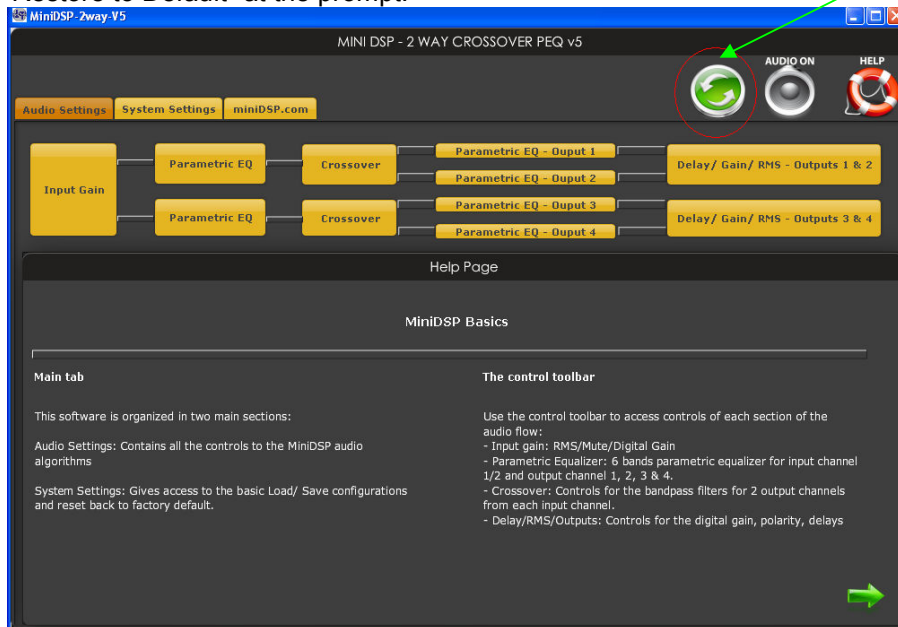 Restore to Default" at the prompt.
MiniDSP-2way-V5
MINI DSP - 2 WAY CROSSOVER PEQ v5
AUDIO ON
HELP
Audio Settings
System Settings
miniDSP.com
Input Gain
Parametric EQ
Crossover
Parametric EQ - Ouput 1
Parametric EQ - Ouput 2
Delay/ Gain/ RMS - Outputs 1 & 2
Parametric EQ
Crossover
Parametric EQ - Ouput 3
Parametric EQ - Ouput 4
Delay/ Gain/ RMS - Outputs 3 & 4
Help Page
MiniDSP Basics
Main tab
This software is organized in two main sections:
Audio Settings: Contains all the controls to the MiniDSP audio
algorithms
System Settings: Gives access to the basic Load/ Save configurations
and reset back to factory default.
The control toolbar
Use the control toolbar to access controls of each section of the
audio flow:
- Input gain: RMS/Mute/Digital Gain
- Parametric Equalizer: 6 bands parametric equalizer for input channel
1/2 and output channel 1, 2, 3 & 4.
- Crossover: Controls for the bandpass filters for 2 output channels
from each input channel.
- Delay/RMS/Outputs: Controls for the digital gain, polarity, delays